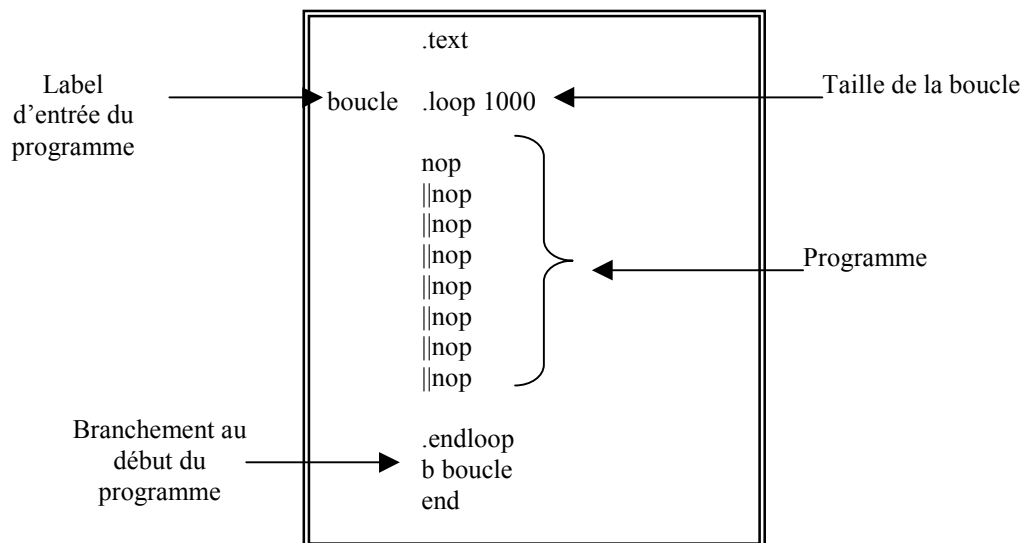 .text
Label
d'entrée du
programme
boucle .loop 1000
Taille de la boucle
nop
||nop
||nop
||nop
||nop
||nop
||nop
||nop
Programme
Branchement au
début du
programme
.endloop
b boucle
end